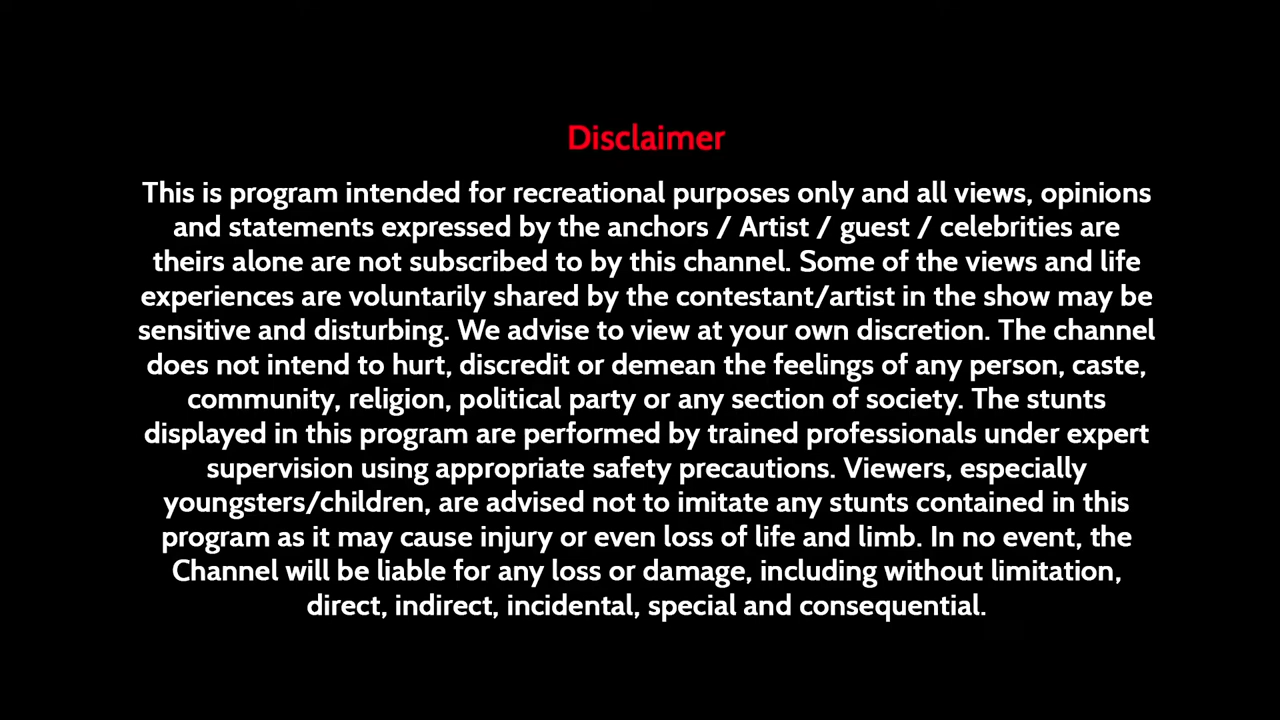 Disclaimer
This is program intended for recreational purposes only and all views, opinions
and statements expressed by the anchors / Artist / guest / celebrities are
theirs alone are not subscribed to by this channel. Some of the views and life
experiences are voluntarily shared by the contestant/artist in the show may be
sensitive and disturbing. We advise to view at your own discretion. The channel
does not intend to hurt, discredit or demean the feelings of any person, caste,
community, religion, political party or any section of society. The stunts
displayed in this program are performed by trained professionals under expert
supervision using appropriate safety precautions. Viewers, especially
youngsters/children, are advised not to imitate any stunts contained in this
program as it may cause injury or even loss of life and limb. In no event, the
Channel will be liable for any loss or damage, including without limitation,
direct, indirect, incidental, special and consequential.